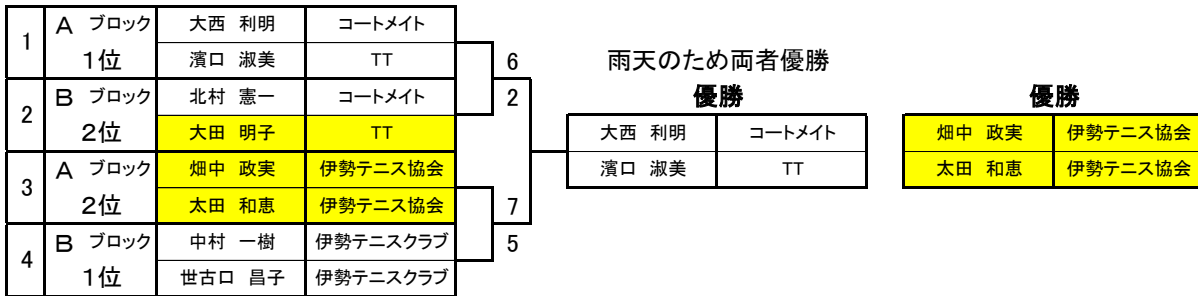 1 A ブロック 1位 大西 利明 コートメイト
濱口 淑美 TT
2 B ブロック 2位 北村 憲一 コートメイト
大田 明子 TT
3 A ブロック 2位 畑中 政実 伊勢テニス協会
太田 和恵 伊勢テニス協会
4 B ブロック 1位 中村 一樹 伊勢テニスクラブ
世古口 昌子 伊勢テニスクラブ
6
2
7
5
雨天のため両者優勝
優勝
大西 利明 コートメイト
濱口 淑美 TT
優勝
畑中 政実 伊勢テニス協会
太田 和恵 伊勢テニス協会